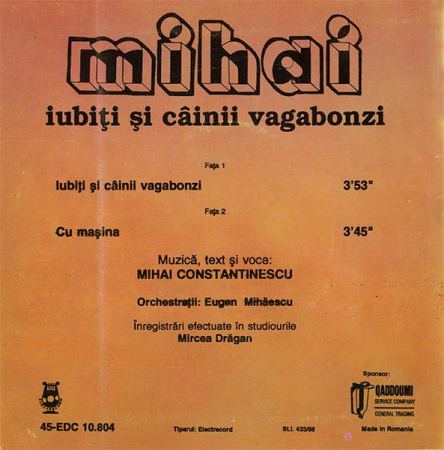 mihai
iubiţi şi câinii vagabonzi
Faţa 1
Iubiţi şi câinii vagabonzi 3'53"
Faţa 2
Cu maşina 3'45"
Muzică, text şi voce:
MIHAI CONSTANTINESCU
Orchestraţii: Eugen Mihăescu
Înregistrări efectuate în studiourile
Mircea Drăgan
Sponsor:
QADDOUMI
SERVICE COMPANY
GENERAL TRADING
45-EDC 10.804 Tiparul: Electrecord SLI. 433/98 Made in Romania